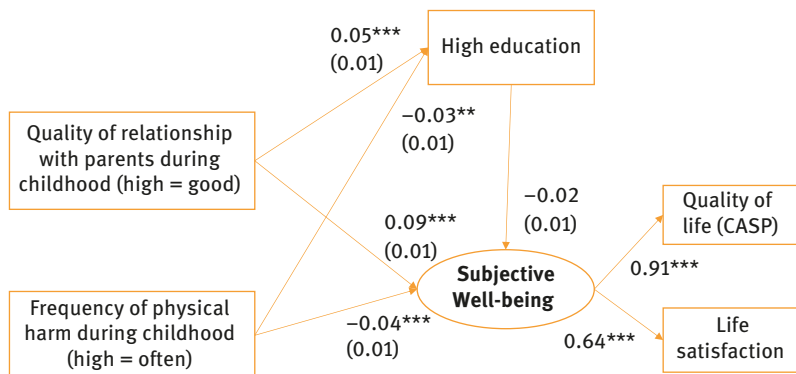 0.05***
(0.01)
High education
−0.03**
(0.01)
Quality of relationship
with parents during
childhood (high = good)
−0.02
(0.01)
Quality of
life (CASP)
0.09***
(0.01)
Subjective
Well-being
0.91***
Frequency of physical
harm during childhood
(high = often)
−0.04***
(0.01)
0.64***
Life
satisfaction